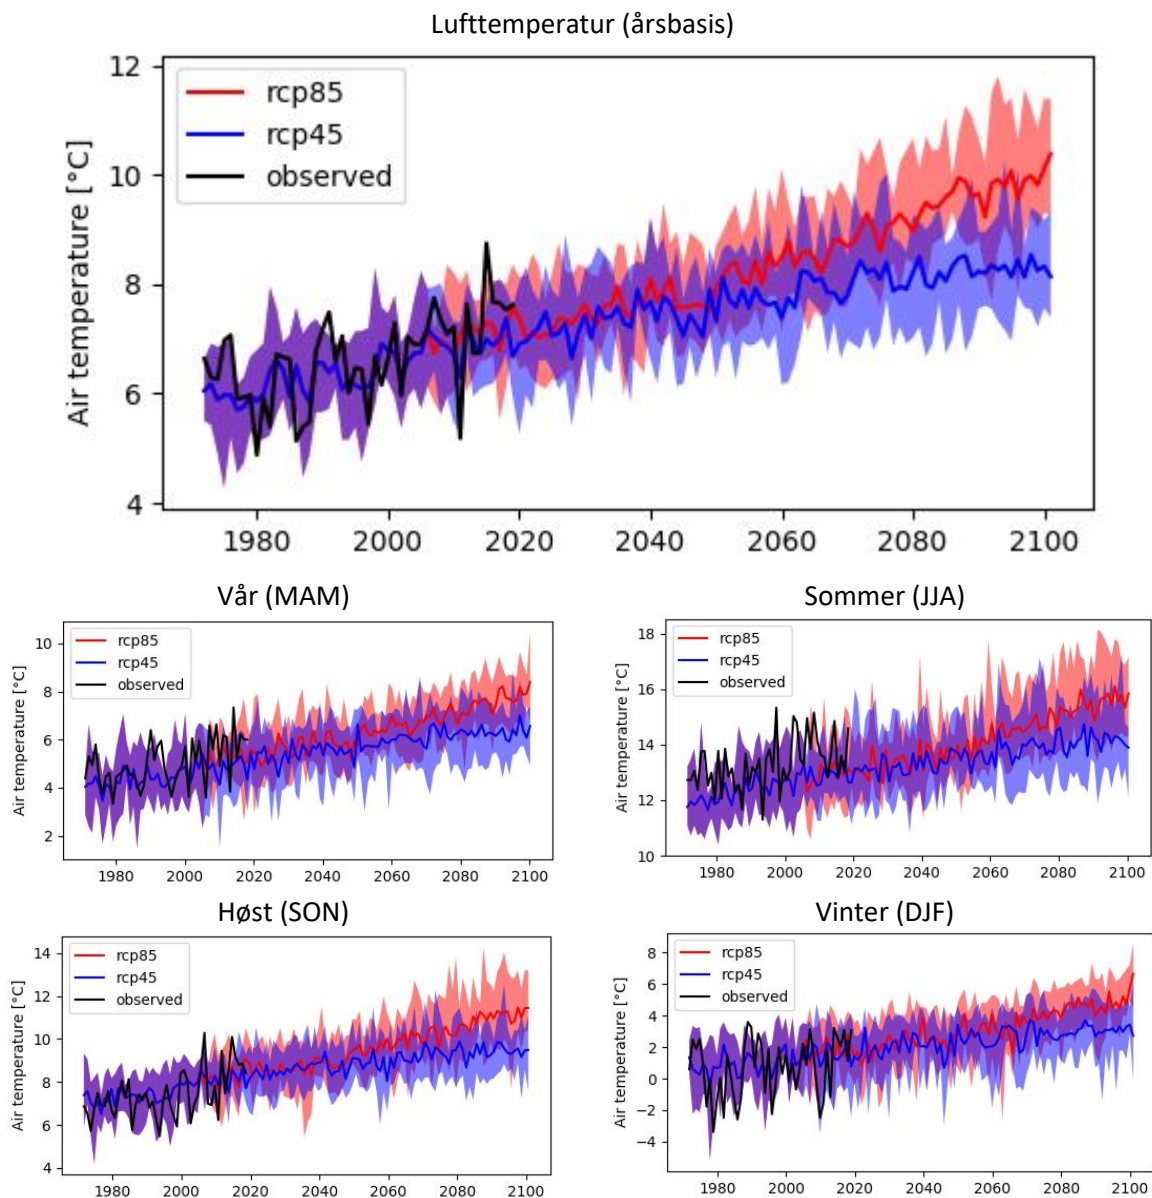 Lufttemperatur (årsbasis)
12
10
8
6
4
Air temperature [°C]
rcp85
rcp45
observed
1980 2000 2020 2040 2060 2080 2100
Vår (MAM)
10
8
6
4
2
Air temperature [°C]
rcp85
rcp45
observed
1980 2000 2020 2040 2060 2080 2100
Sommer (JJA)
18
16
14
12
10
Air temperature [°C]
rcp85
rcp45
observed
1980 2000 2020 2040 2060 2080 2100
Høst (SON)
14
12
10
8
6
4
Air temperature [°C]
rcp85
rcp45
observed
1980 2000 2020 2040 2060 2080 2100
Vinter (DJF)
8
6
4
2
0
−2
−4
Air temperature [°C]
rcp85
rcp45
observed
1980 2000 2020 2040 2060 2080 2100